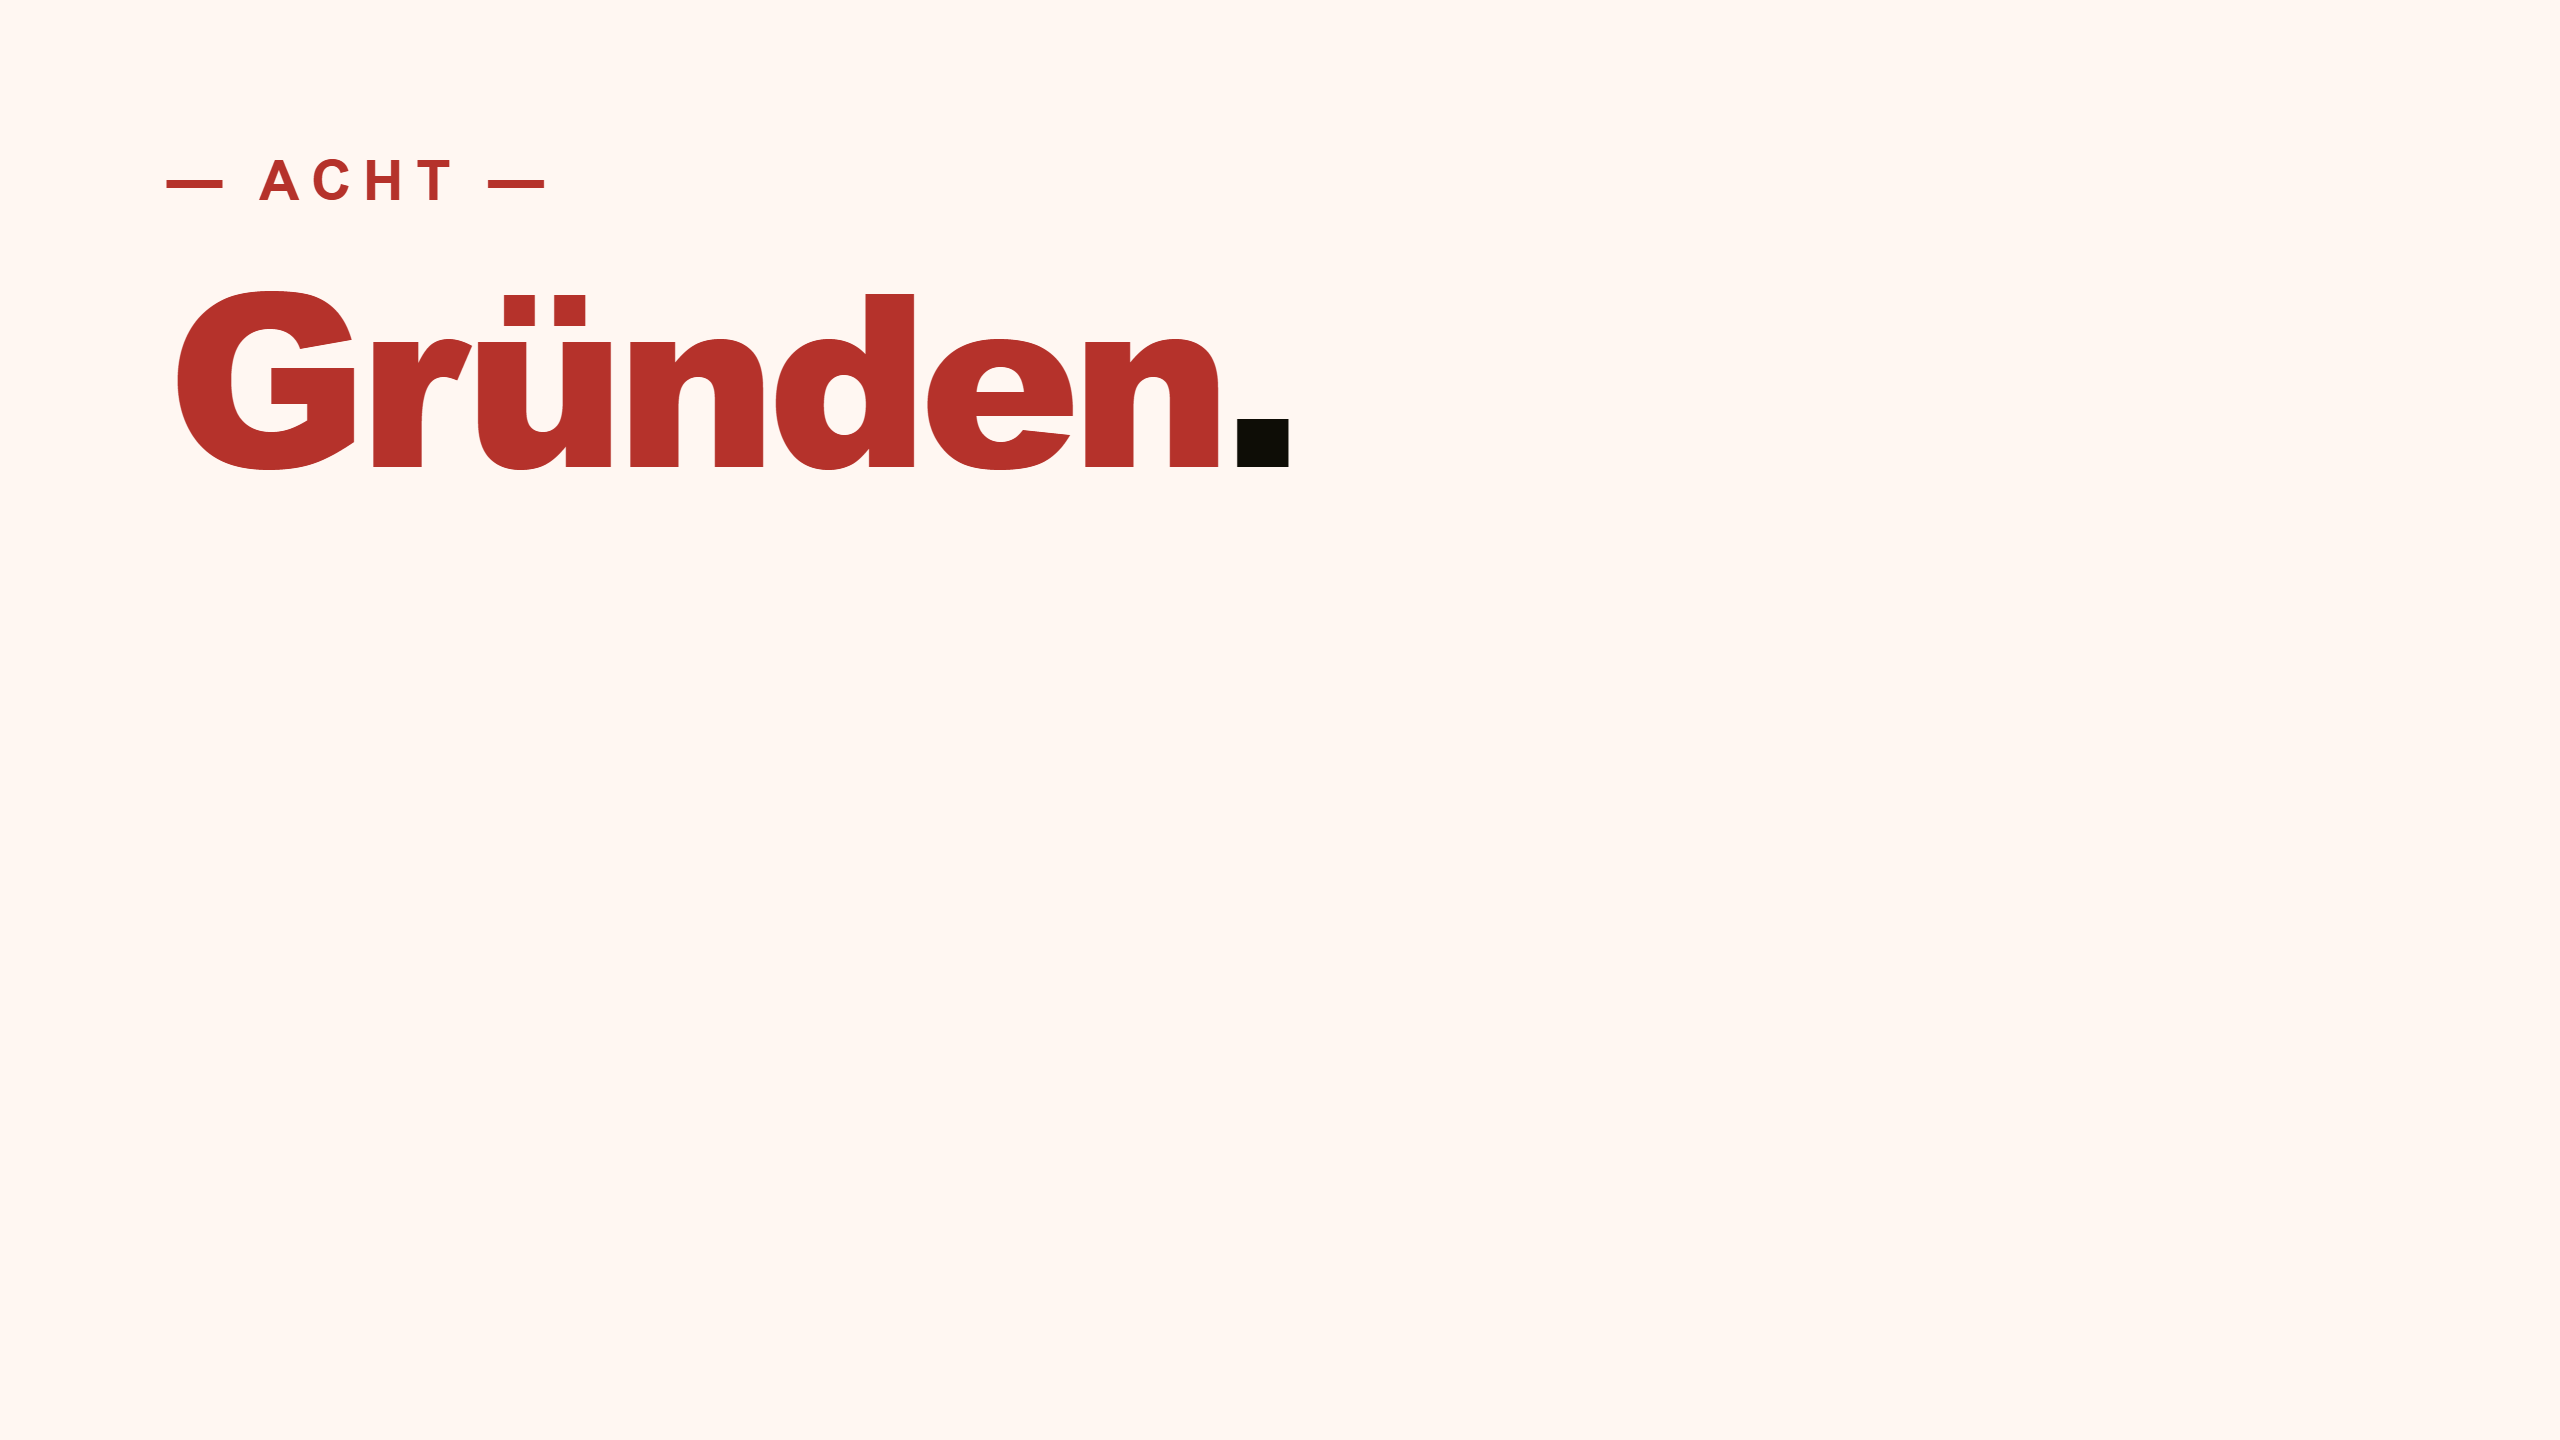 — ACHT —
Gründen.